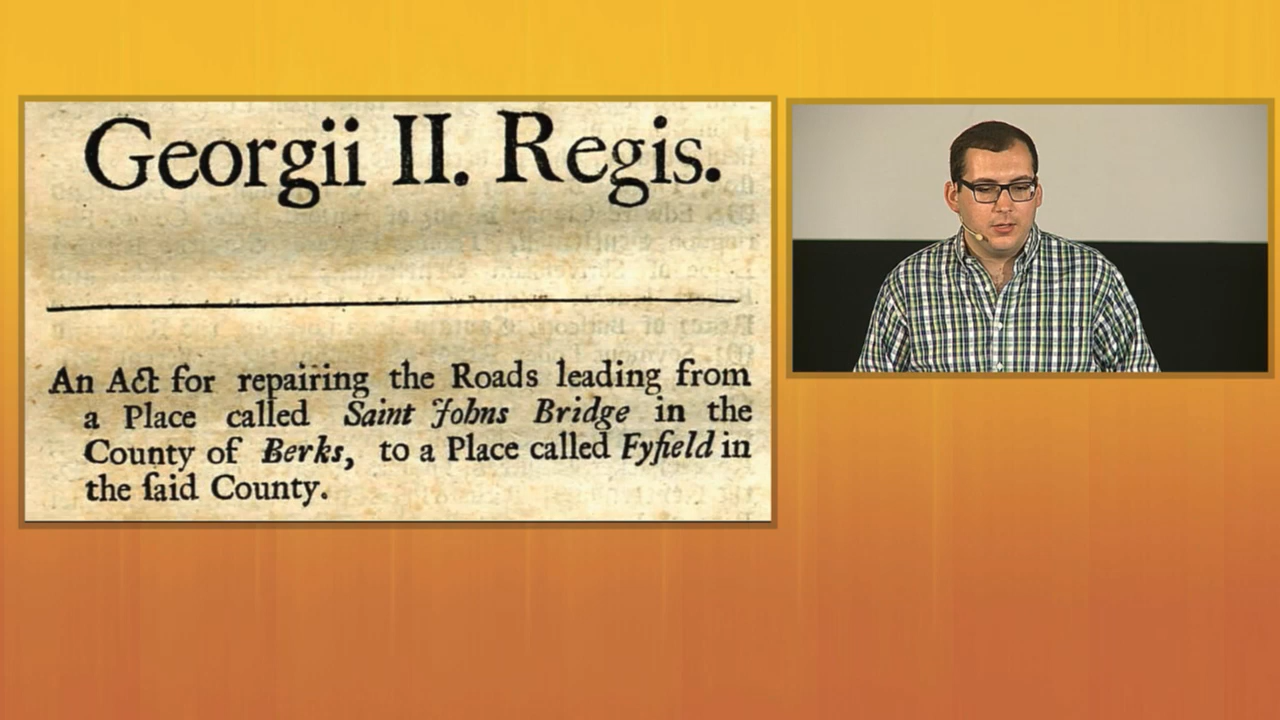 Georgii II. Regis.
An Act for repairing the Roads leading from
a Place called Saint Johns Bridge in the
County of Berks, to a Place called Fyfield in
the ſaid County.